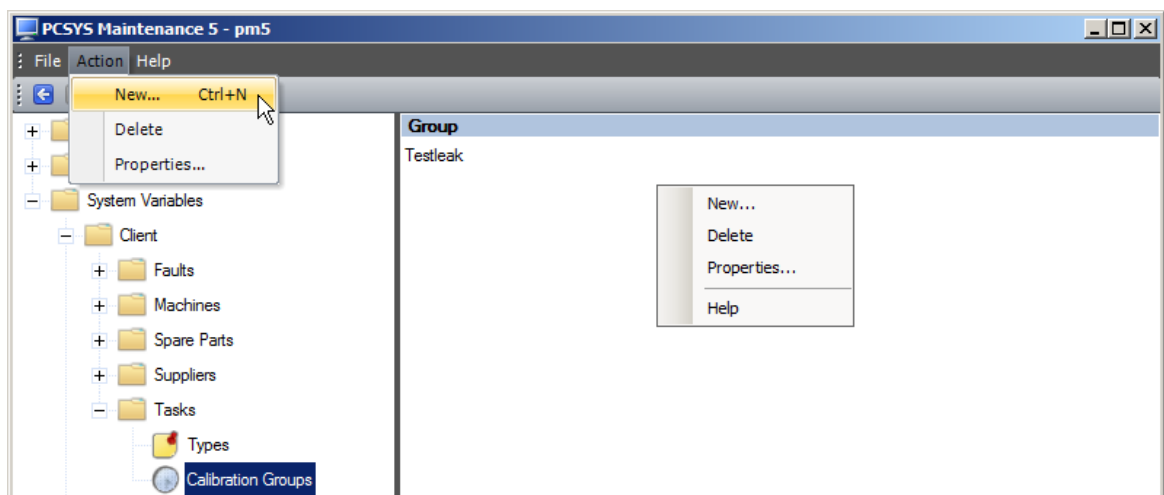 PCSYS Maintenance 5 - pm5
File Action Help
New... Ctrl+N
Delete
Properties...
System Variables
Client
Faults
Machines
Spare Parts
Suppliers
Tasks
Types
Calibration Groups
Group
Testleak
New...
Delete
Properties...
Help